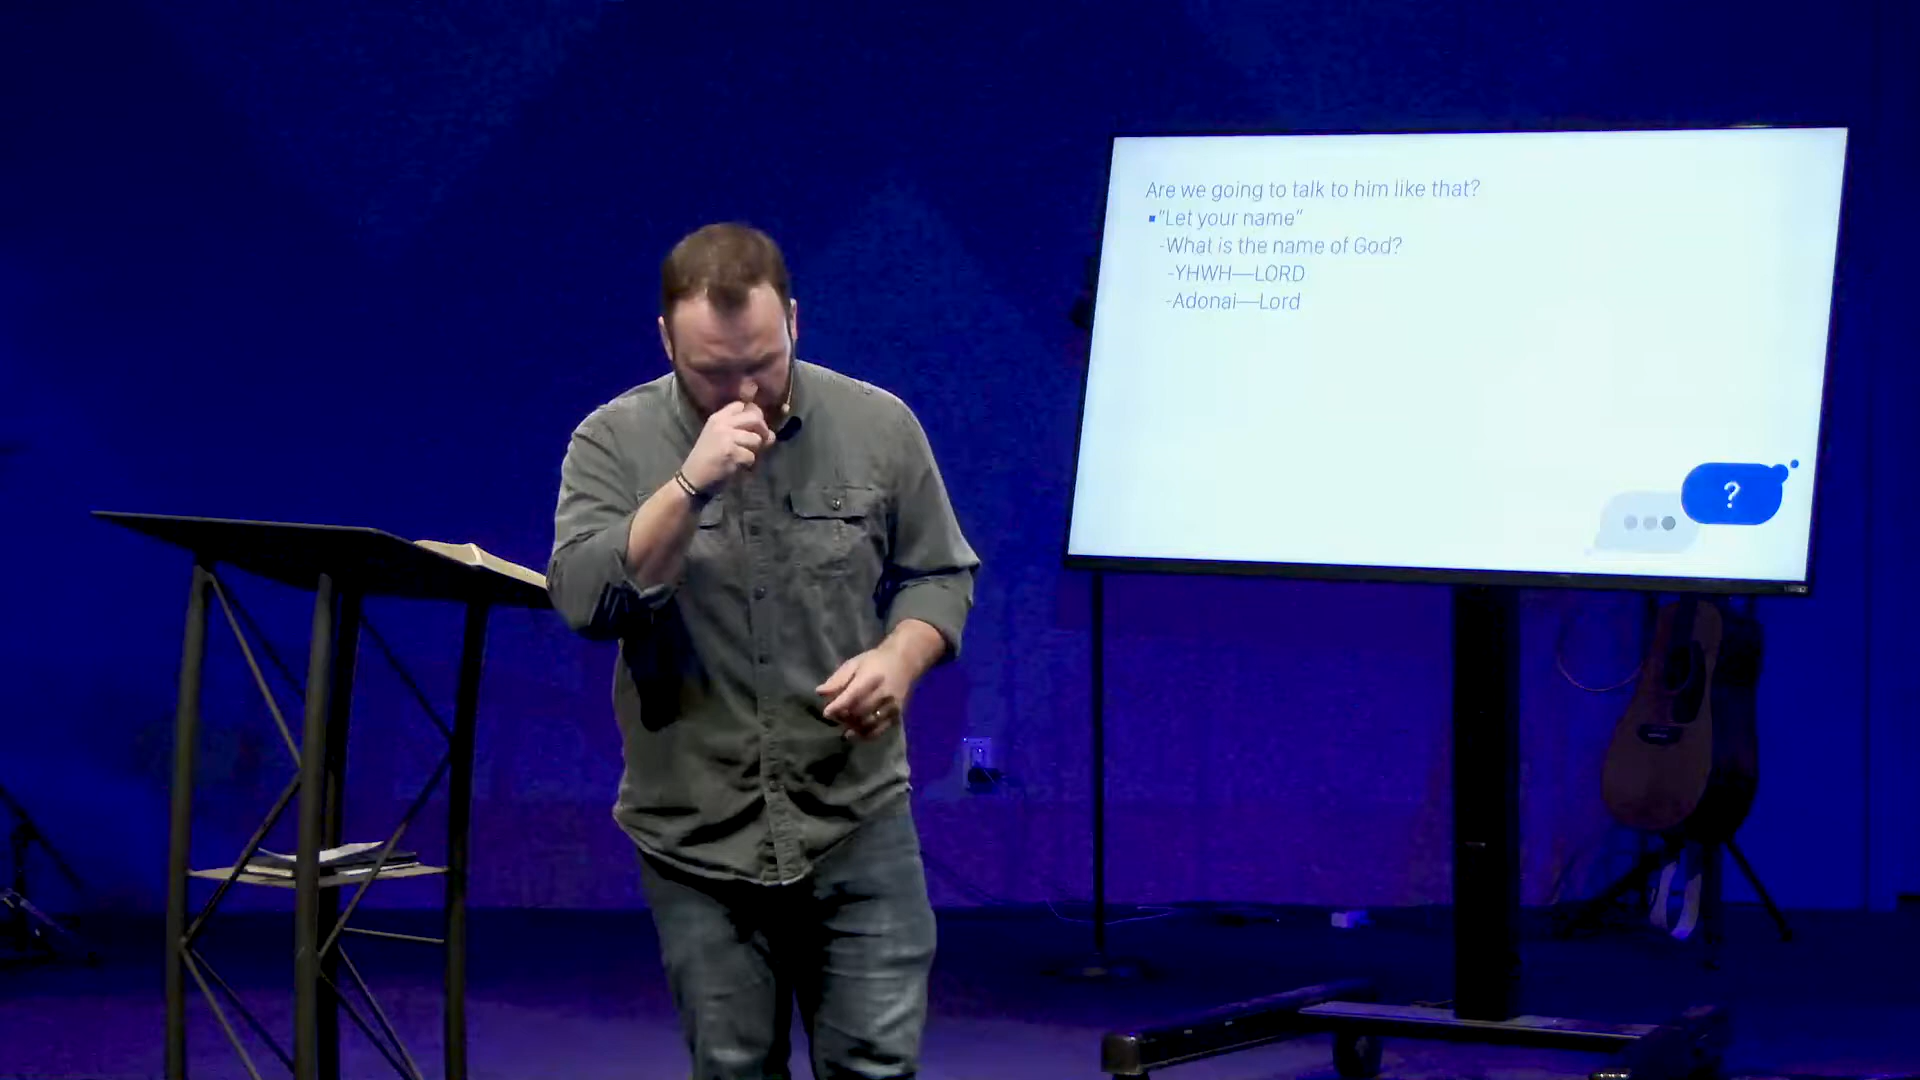 Are we going to talk to him like that?
▪"Let your name"
-What is the name of God?
-YHWH—LORD
-Adonai—Lord
?